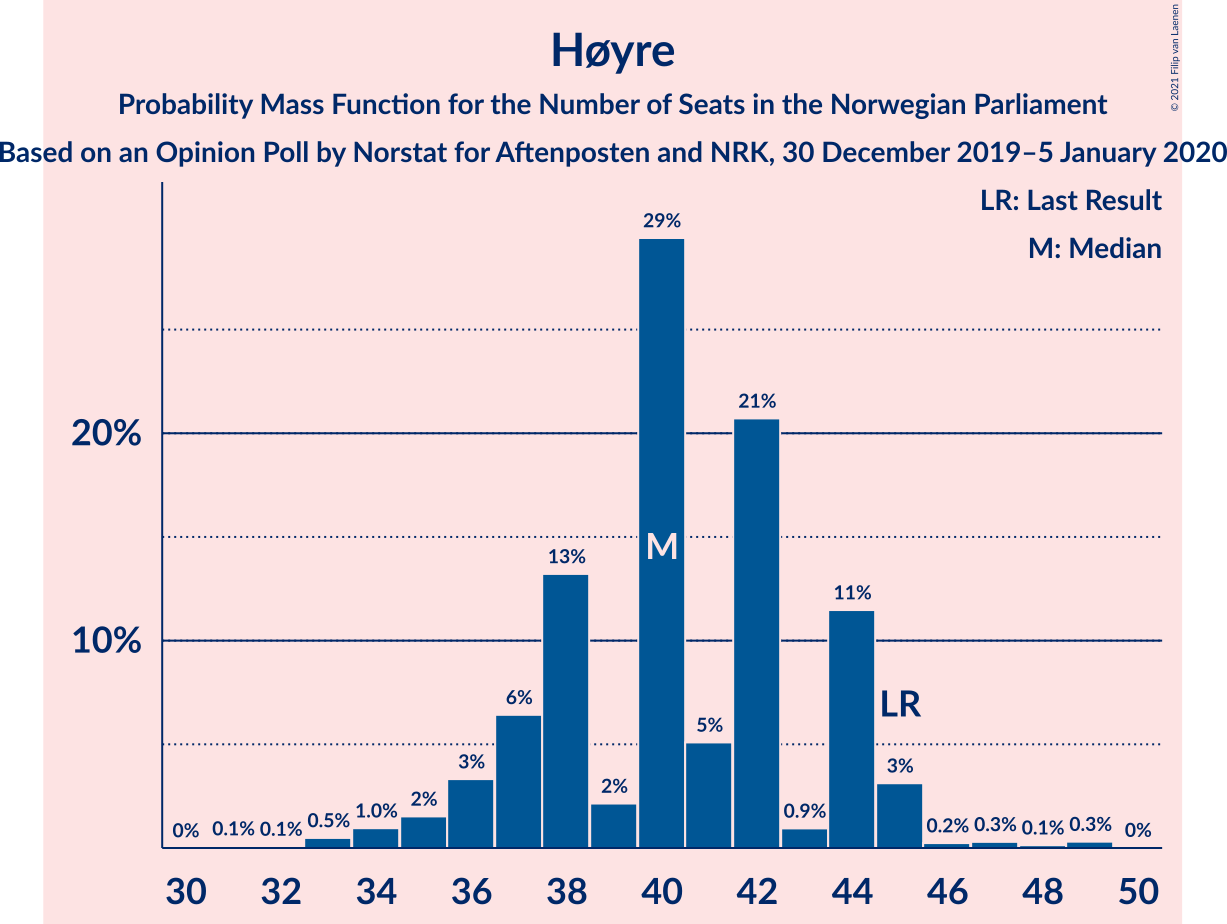 Høyre
Probability Mass Function for the Number of Seats in the Norwegian Parliament
Based on an Opinion Poll by Norstat for Aftenposten and NRK, 30 December 2019–5 January 2020
© 2021 Filip van Laenen
LR: Last Result
M: Median
20%
10%
0%
0.1%
0.1%
0.5%
1.0%
2%
3%
6%
13%
2%
29%
M
5%
21%
0.9%
11%
LR
3%
0.2%
0.3%
0.1%
0.3%
0%
30 32 34 36 38 40 42 44 46 48 50